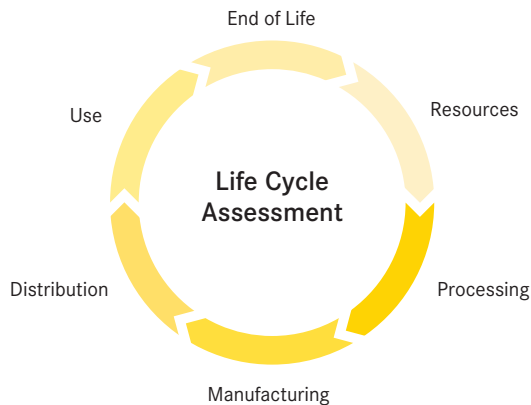 End of Life
Use
Resources
Life Cycle
Assessment
Distribution
Processing
Manufacturing